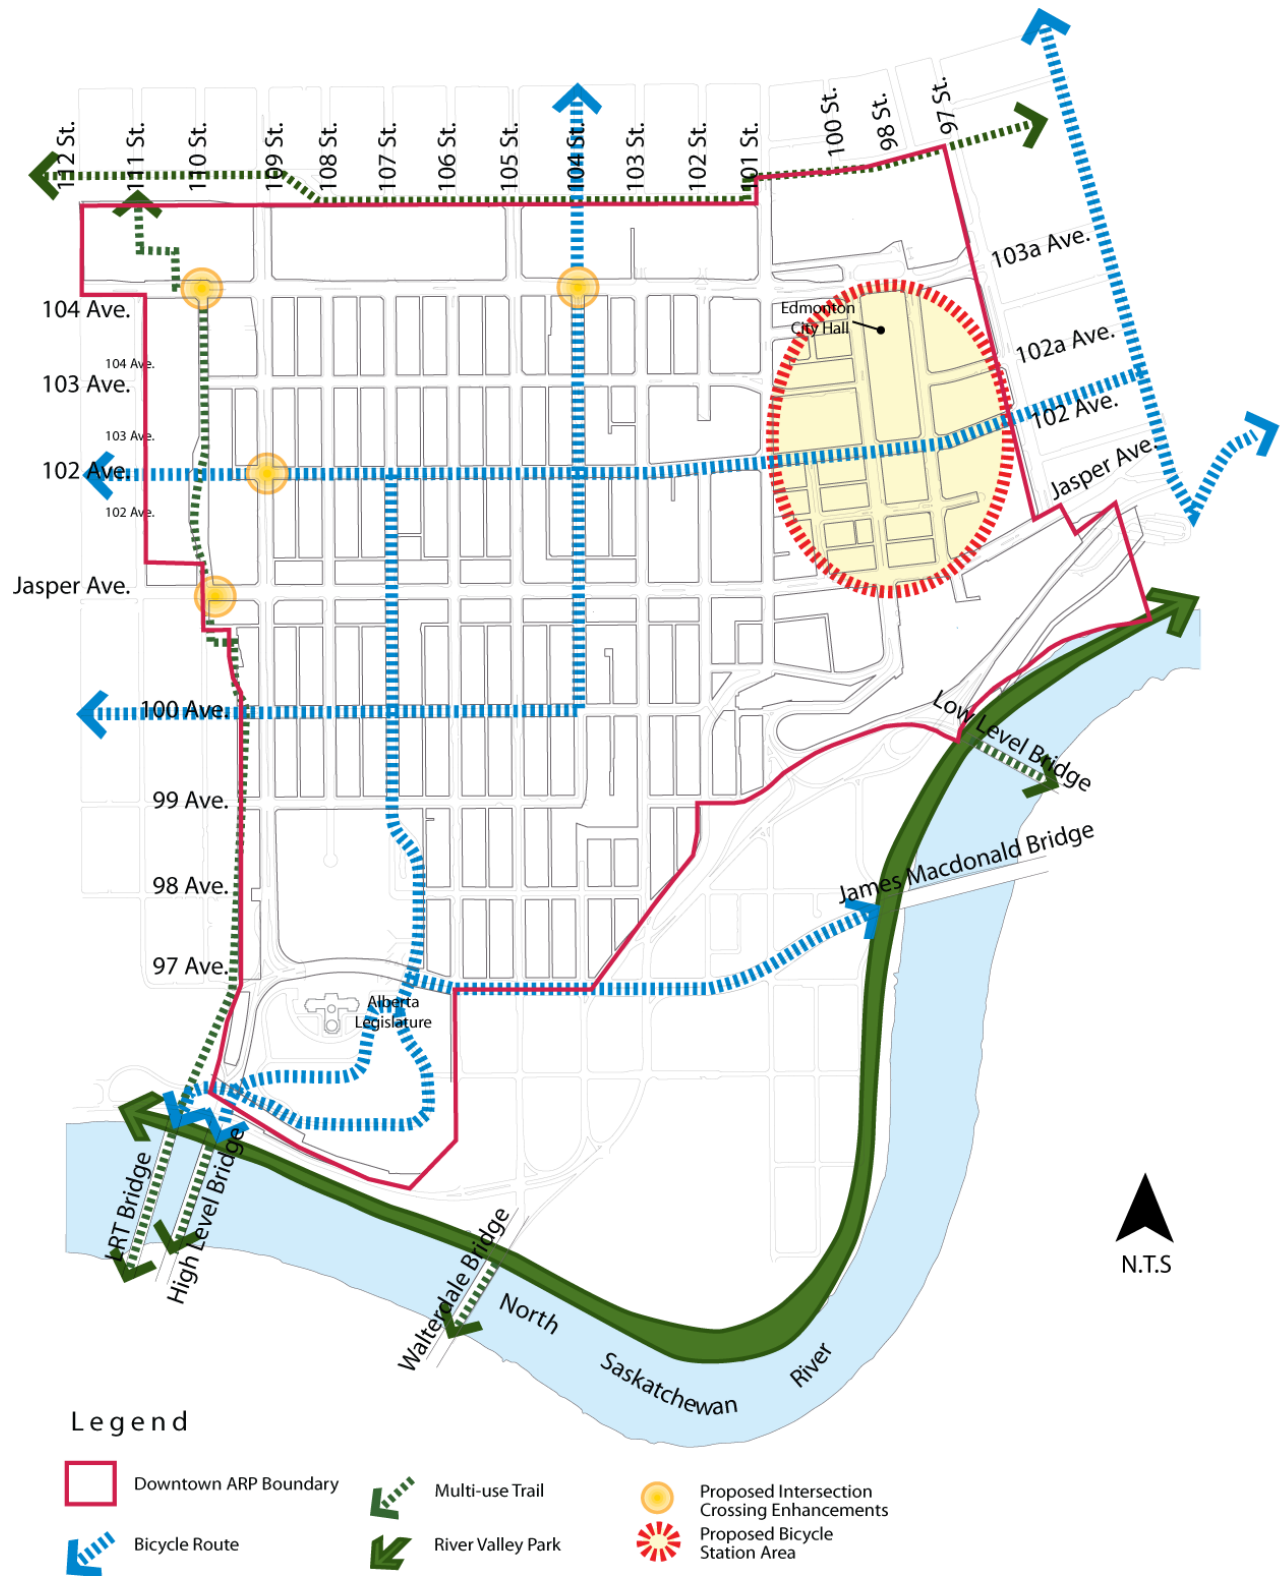 112 St.
111 St.
110 St.
109 St.
108 St.
107 St.
106 St.
105 St.
104 St.
103 St.
102 St.
101 St.
100 St.
98 St.
97 St.
103a Ave.
104 Ave.
Edmonton
City Hall
102a Ave.
104 Ave.
103 Ave.
102 Ave.
103 Ave.
102 Ave.
Jasper Ave.
102 Ave.
Jasper Ave.
100 Ave.
Low Level Bridge
99 Ave.
James Macdonald Bridge
98 Ave.
97 Ave.
Alberta
Legislature
LRT Bridge
High Level Bridge
Walterdale Bridge
North
Saskatchewan
River
N.T.S
Legend
Downtown ARP Boundary
Multi-use Trail
Proposed Intersection
Crossing Enhancements
Bicycle Route
River Valley Park
Proposed Bicycle
Station Area